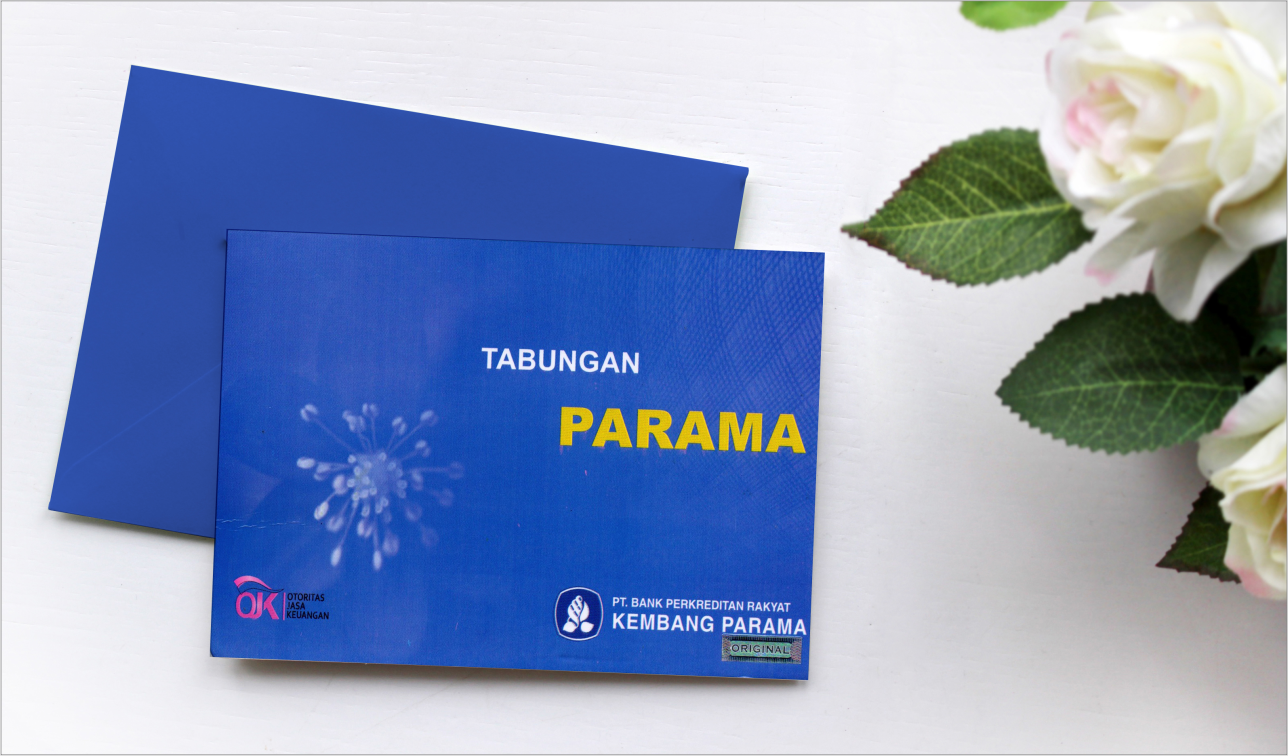 TABUNGAN
PARAMA
OJK
OTORITAS
JASA
KEUANGAN
PT. BANK PERKREDITAN RAKYAT
KEMBANG PARAMA
ORIGINAL